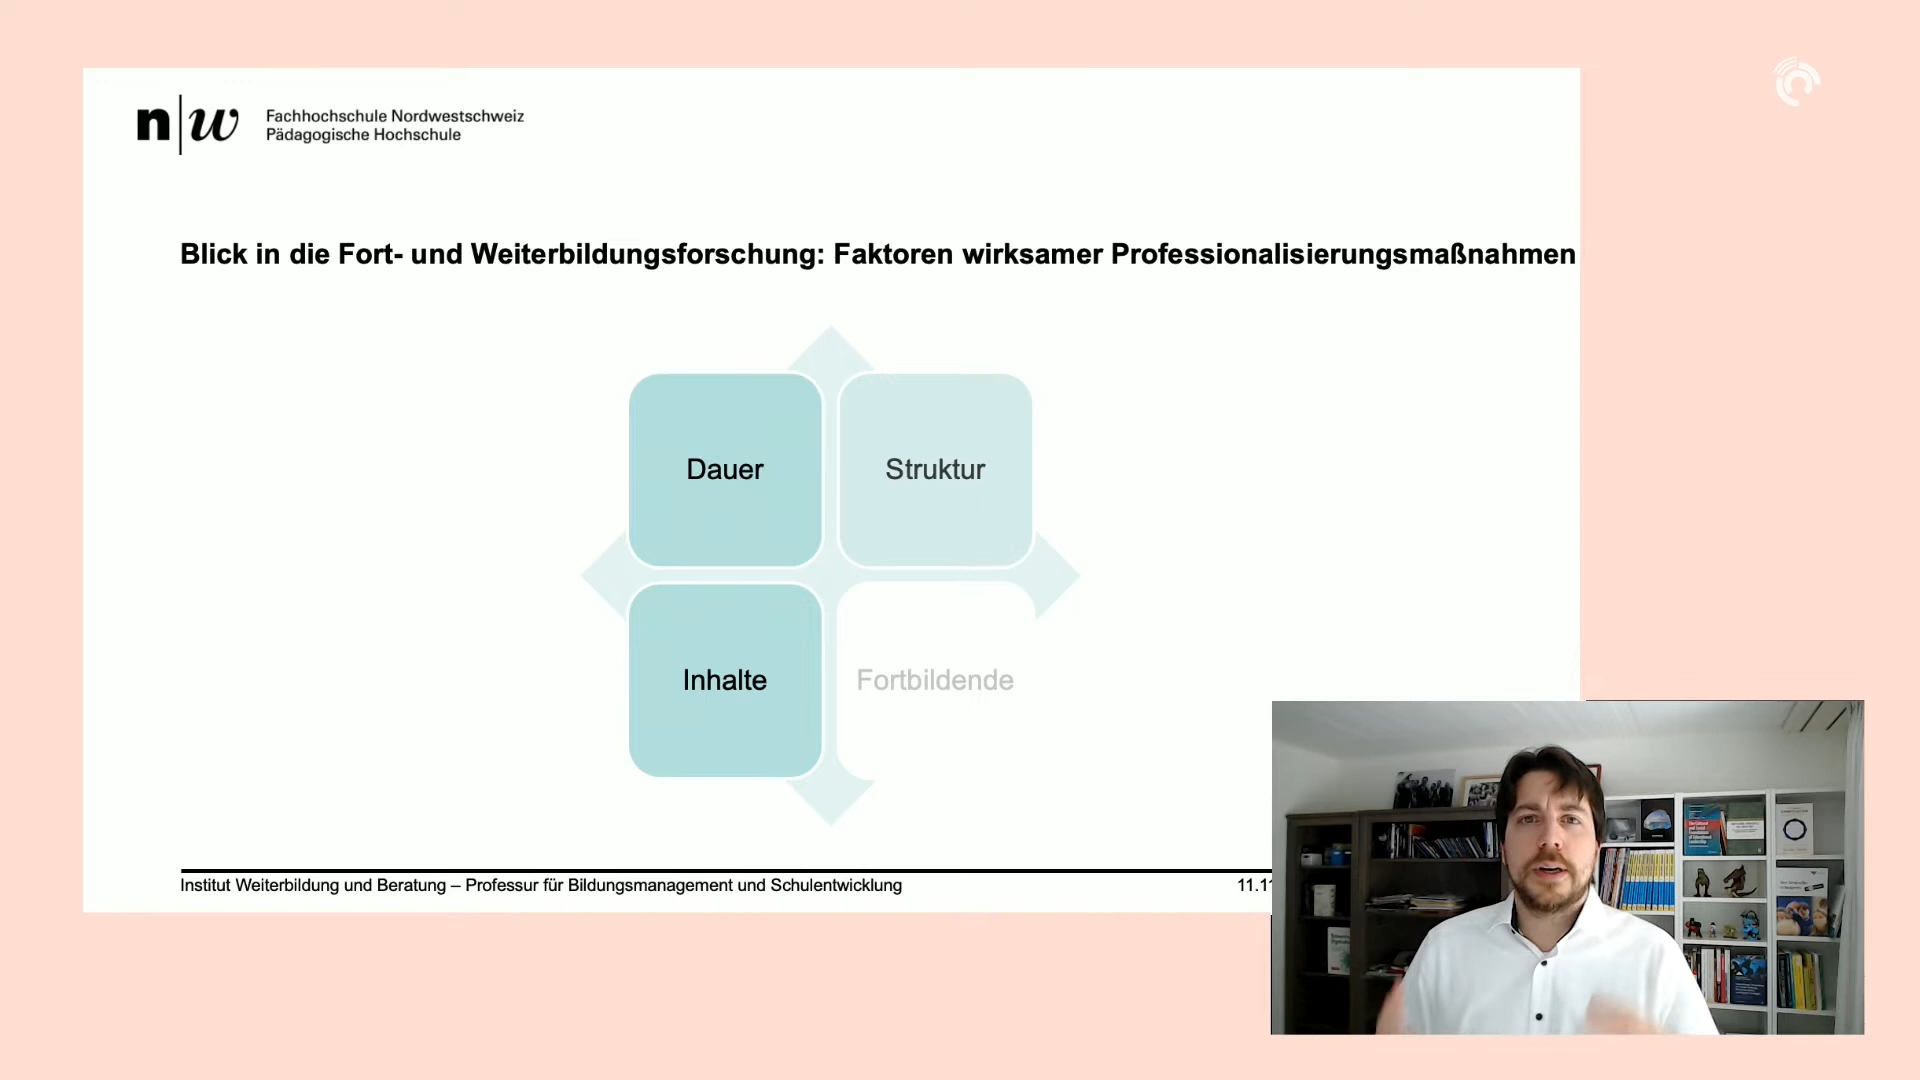 n|w
Fachhochschule Nordwestschweiz
Pädagogische Hochschule
Blick in die Fort- und Weiterbildungsforschung: Faktoren wirksamer Professionalisierungsmaßnahmen
Dauer
Struktur
Inhalte
Fortbildende
Institut Weiterbildung und Beratung – Professur für Bildungsmanagement und Schulentwicklung